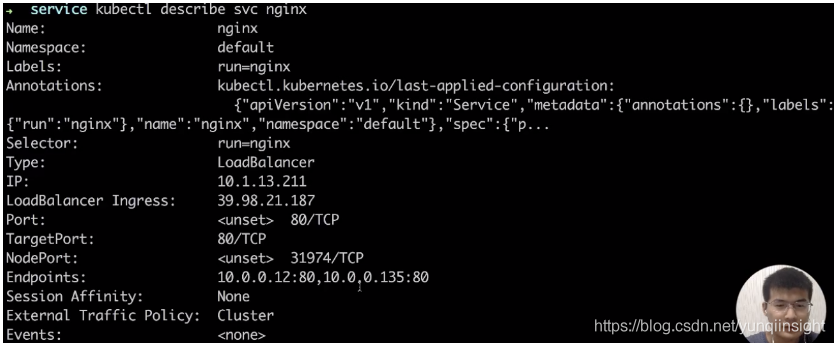 → service kubectl describe svc nginx
Name: nginx
Namespace: default
Labels: run=nginx
Annotations: kubectl.kubernetes.io/last-applied-configuration:
{"apiVersion":"v1","kind":"Service","metadata":{"annotations":{},"labels":
{"run":"nginx"},"name":"nginx","namespace":"default"},"spec":{"p...
Selector: run=nginx
Type: LoadBalancer
IP: 10.1.13.211
LoadBalancer Ingress: 39.98.21.187
Port: <unset> 80/TCP
TargetPort: 80/TCP
NodePort: <unset> 31974/TCP
Endpoints: 10.0.0.12:80,10.0.0.135:80
Session Affinity: None
External Traffic Policy: Cluster
Events: <none>
https://blog.csdn.net/yunqiinsight